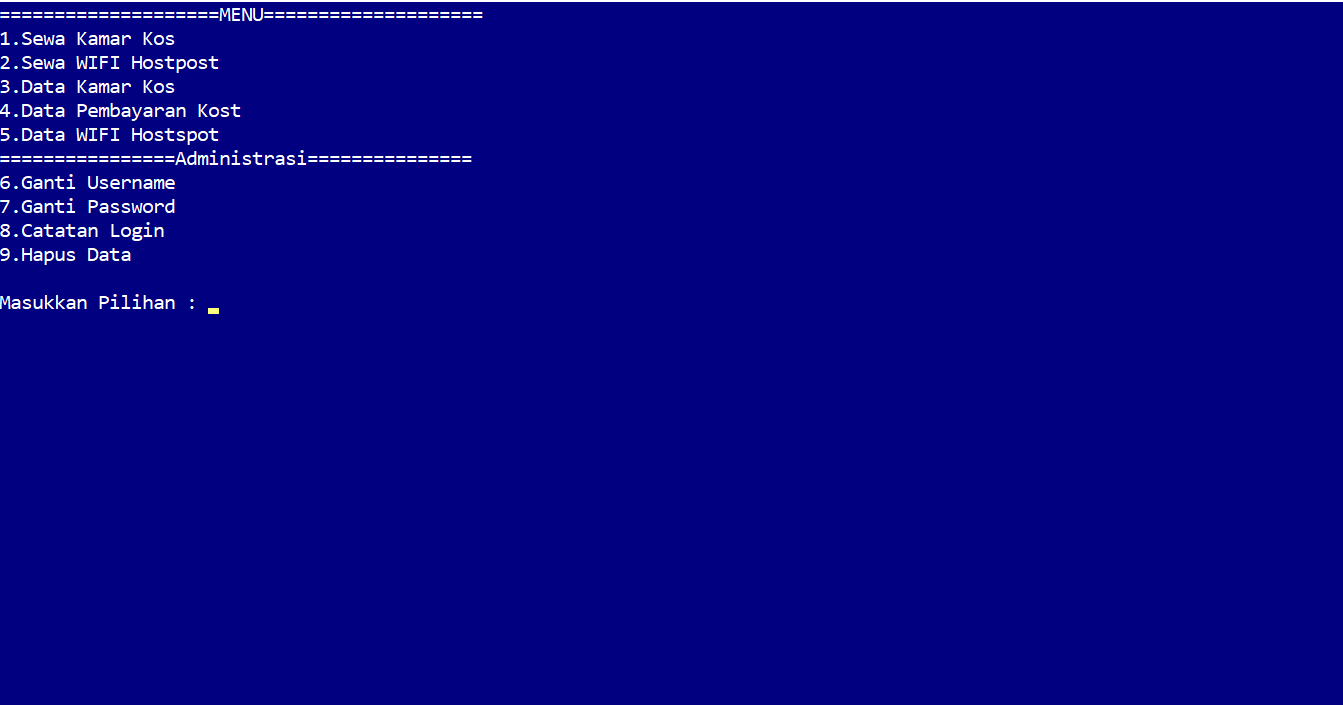 ====================MENU====================
1.Sewa Kamar Kos
2.Sewa WIFI Hostpost
3.Data Kamar Kos
4.Data Pembayaran Kost
5.Data WIFI Hostspot
================Administrasi===============
6.Ganti Username
7.Ganti Password
8.Catatan Login
9.Hapus Data
Masukkan Pilihan :